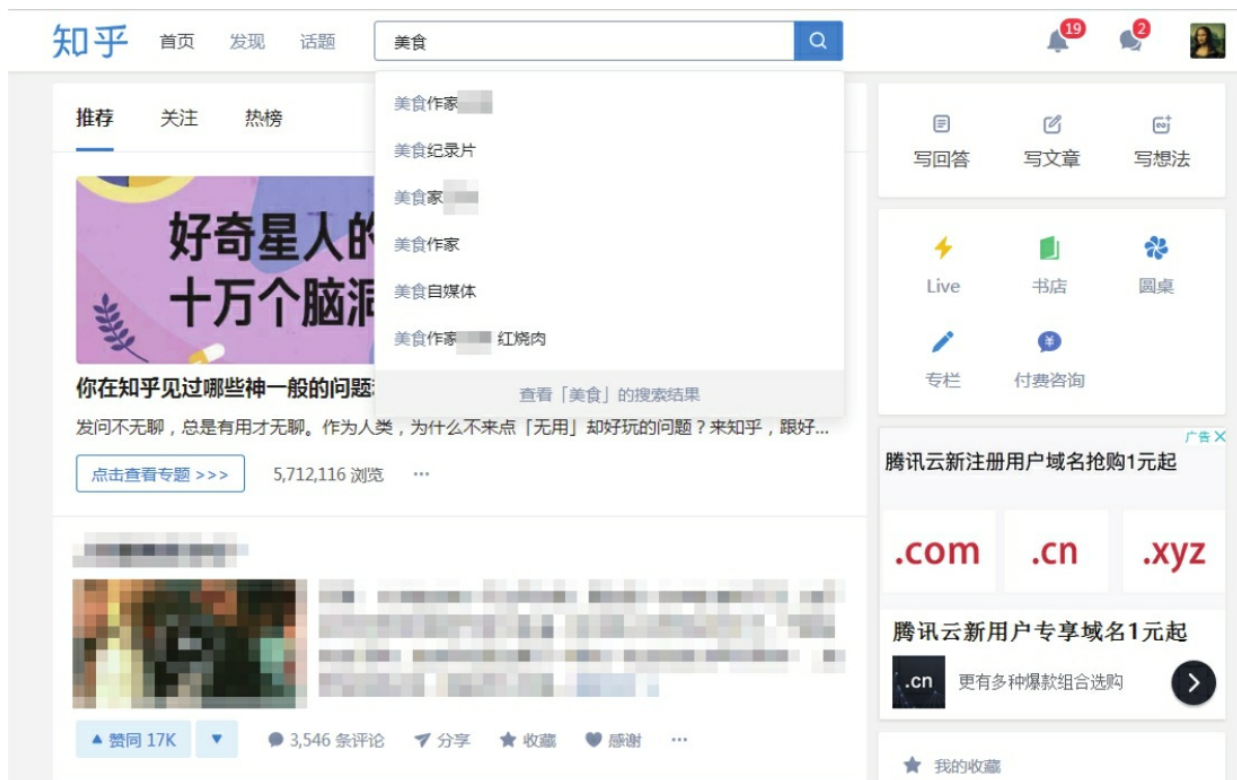 知乎 首页 发现 话题 美食 19 2
美食作家
美食纪录片
美食家
美食作家
美食自媒体
美食作家 红烧肉
查看「美食」的搜索结果
推荐 关注 热榜
好奇星人的
十万个脑洞
你在知乎见过哪些神一般的问题
发问不无聊，总是有用才无聊。作为人类，为什么不来点「无用」却好玩的问题？来知乎，跟好...
点击查看专题 >>> 5,712,116 浏览 ...
赞同 17K 3,546 条评论 分享 收藏 感谢 ...
写回答 写文章 写想法
Live 书店 圆桌
专栏 付费咨询
广告 X
腾讯云新注册用户域名抢购1元起
.com .cn .xyz
腾讯云新用户专享域名1元起
.cn 更有多种爆款组合选购
我的收藏